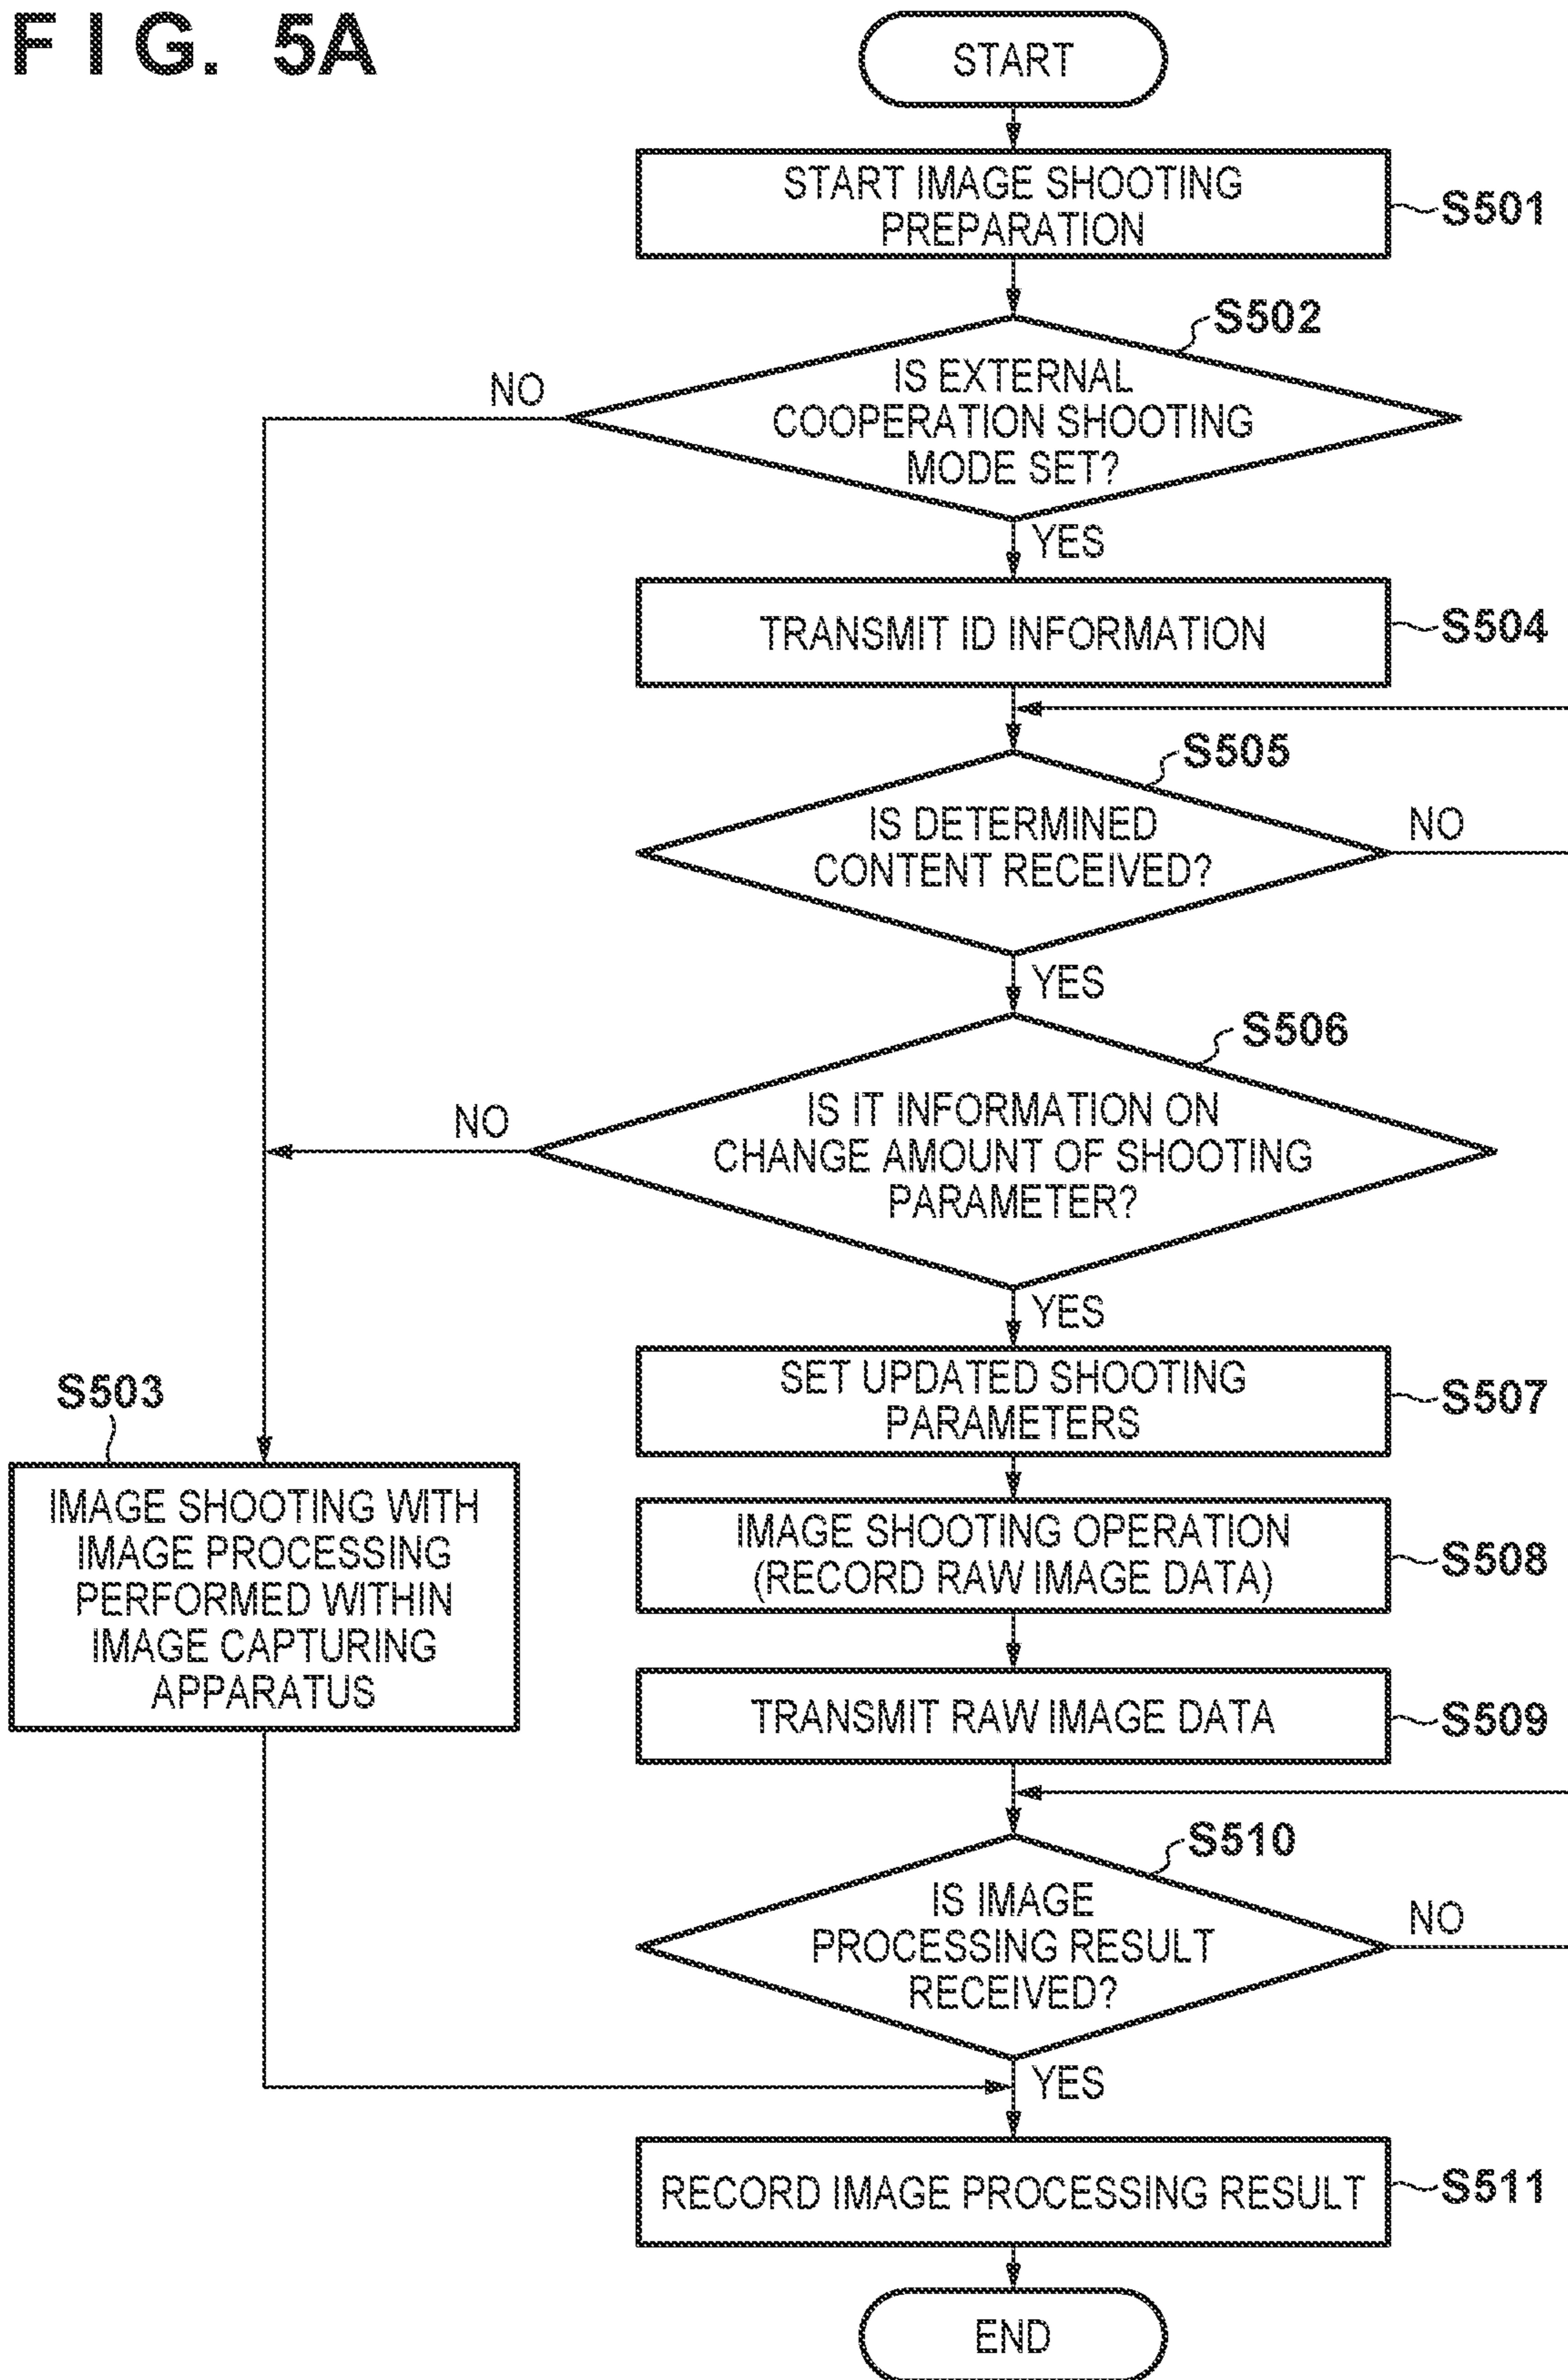 FIG. 5A
START
START IMAGE SHOOTING
PREPARATION
S501
S502
IS EXTERNAL
COOPERATION SHOOTING
MODE SET?
NO
YES
TRANSMIT ID INFORMATION
S504
S505
IS DETERMINED
CONTENT RECEIVED?
NO
YES
S506
IS IT INFORMATION ON
CHANGE AMOUNT OF SHOOTING
PARAMETER?
NO
YES
SET UPDATED SHOOTING
PARAMETERS
S507
S503
IMAGE SHOOTING WITH
IMAGE PROCESSING
PERFORMED WITHIN
IMAGE CAPTURING
APPARATUS
IMAGE SHOOTING OPERATION
(RECORD RAW IMAGE DATA)
S508
TRANSMIT RAW IMAGE DATA
S509
S510
IS IMAGE
PROCESSING RESULT
RECEIVED?
NO
YES
RECORD IMAGE PROCESSING RESULT
S511
END